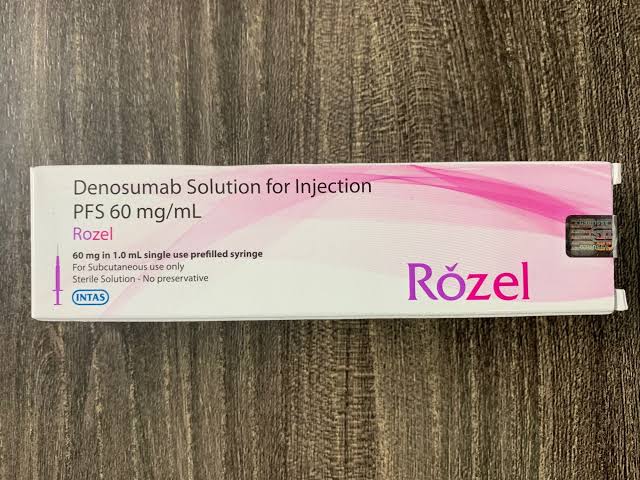 Denosumab Solution for Injection
PFS 60 mg/mL
Rozel
60 mg in 1.0 mL single use prefilled syringe
For Subcutaneous use only
Sterile Solution - No preservative
INTAS
Rozel